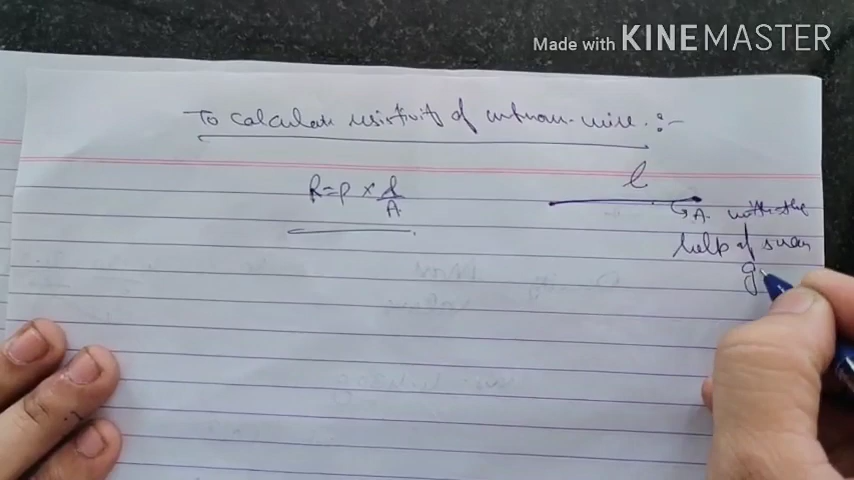 Made with KINEMASTER
To calculate resistivity of unknown wire :-
R = ρ × l/A
l
A. with the
help of screw
g